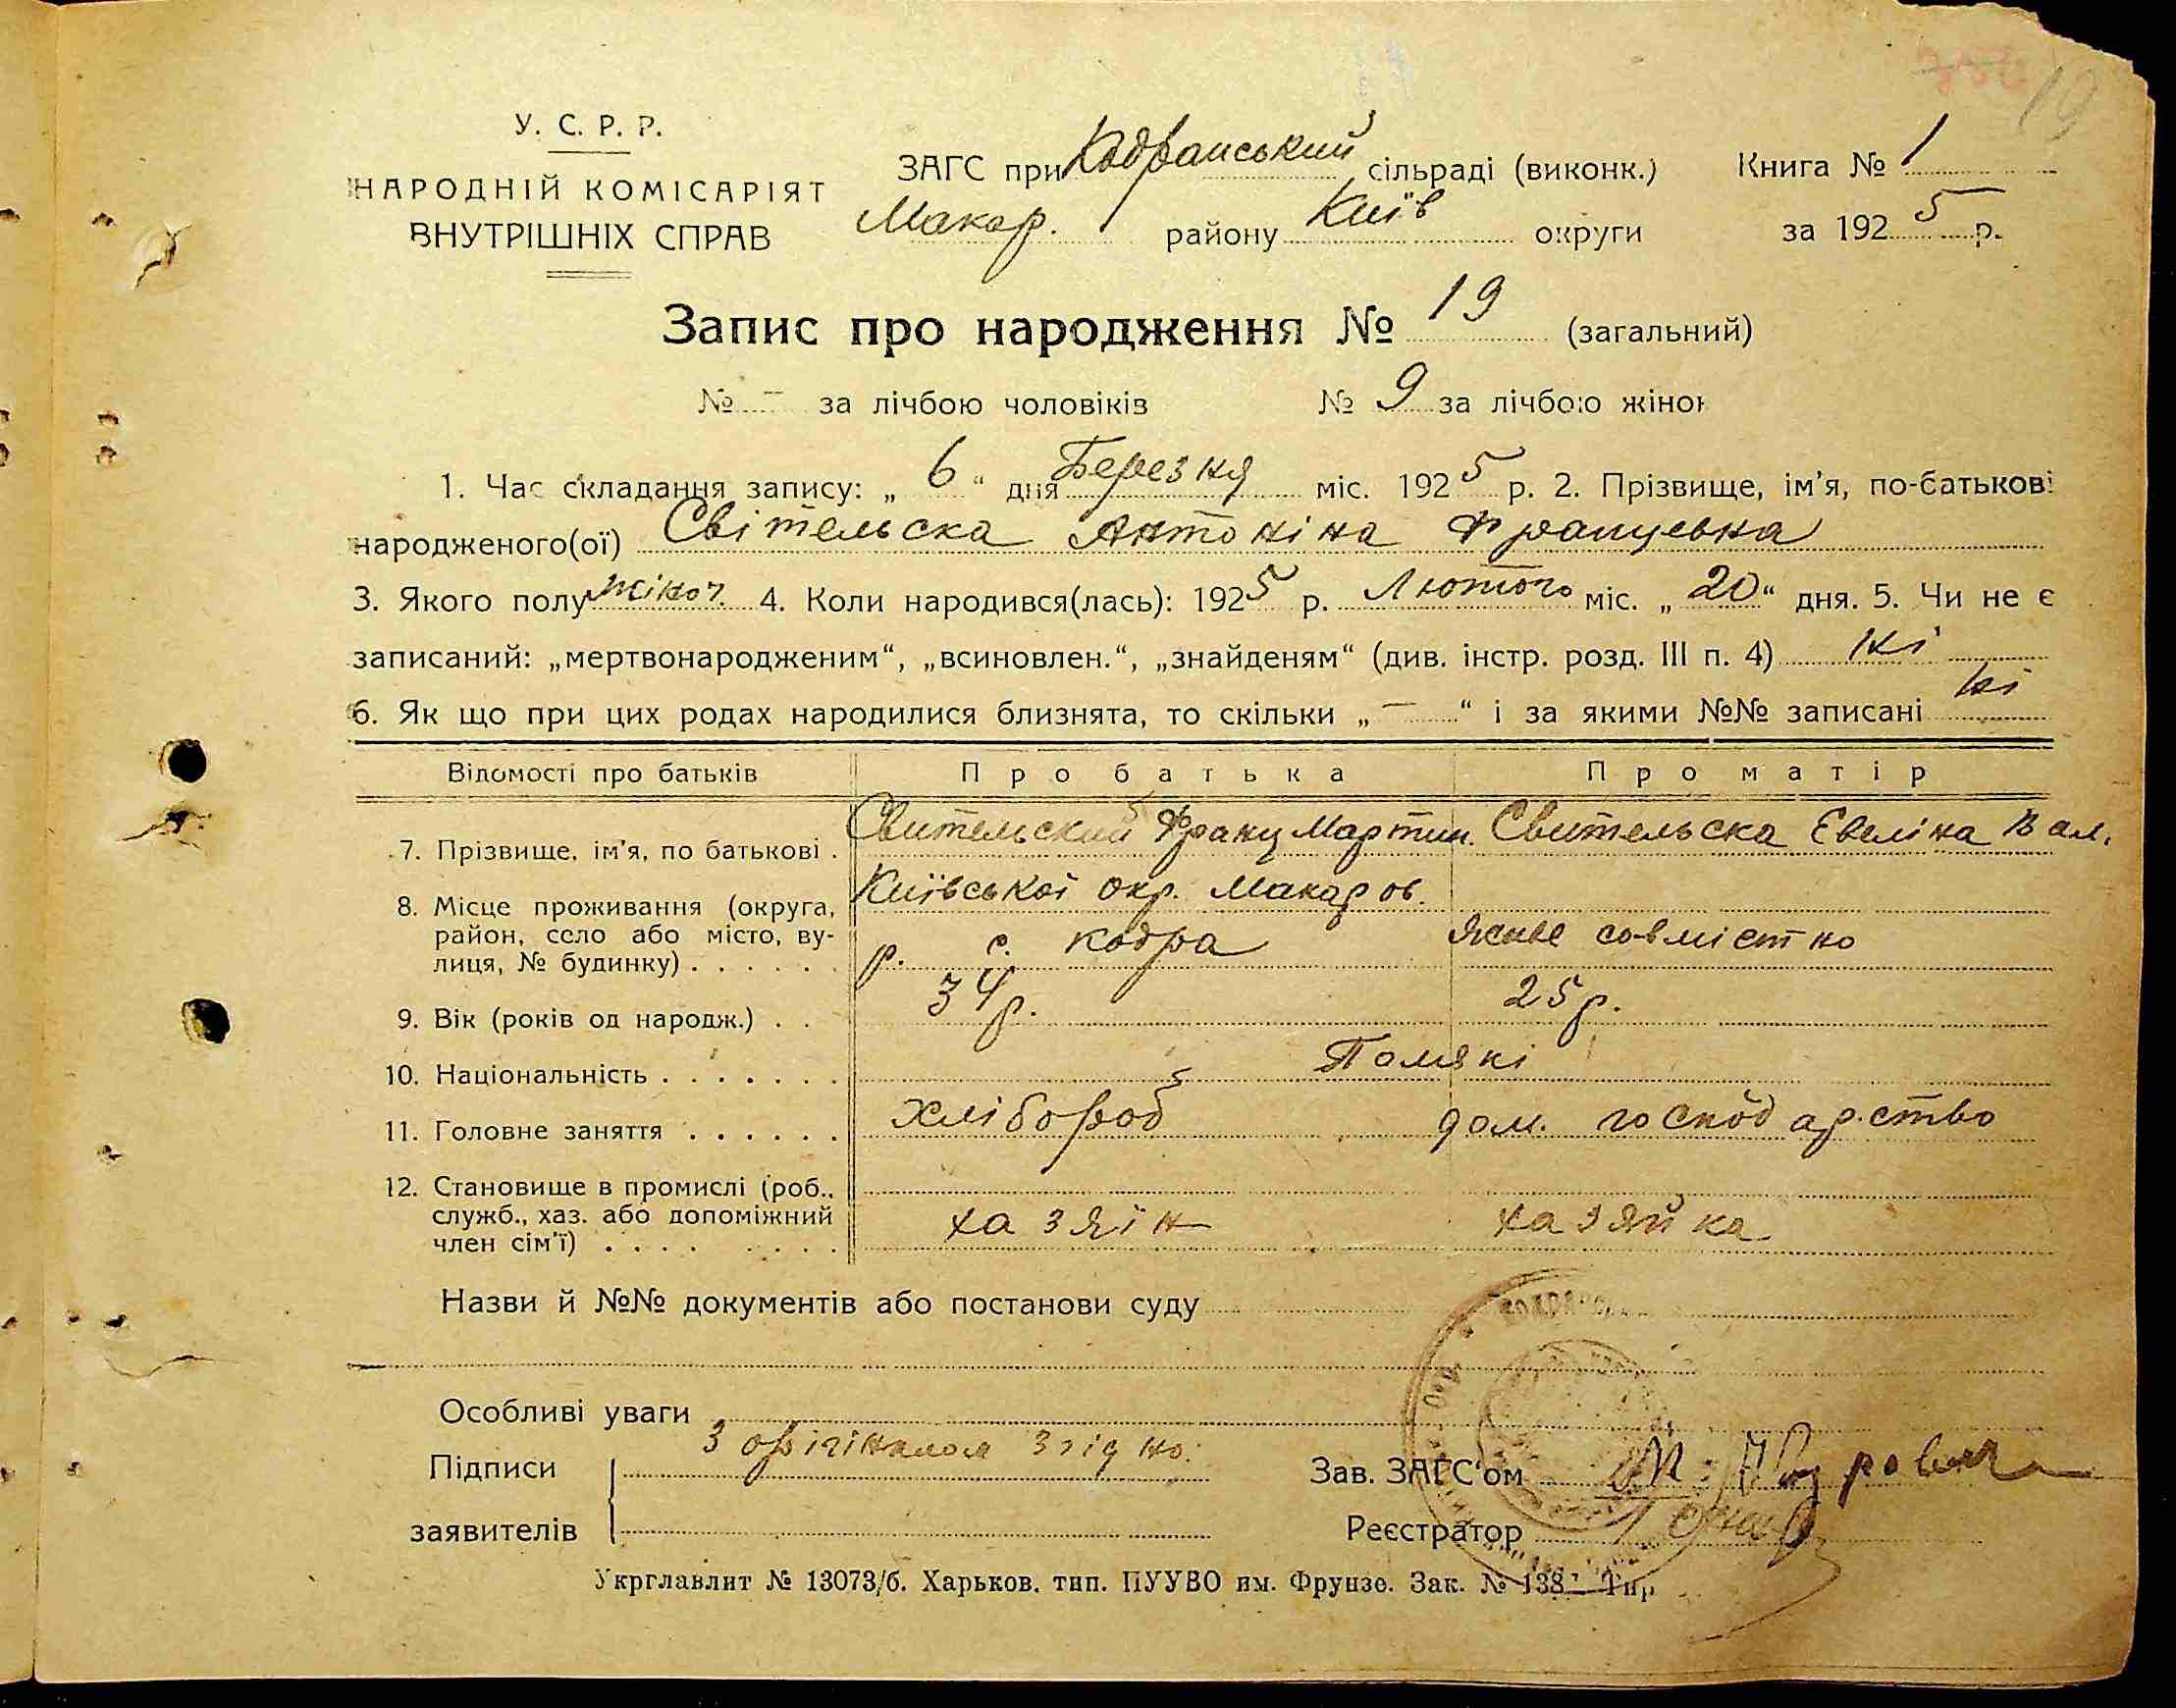 У. С. Р. Р.
НАРОДНІЙ КОМІСАРІЯТ
ВНУТРІШНІХ СПРАВ
ЗАГС при Кодранський сільраді (виконк.) Книга № 1
Макар. району Київ округи за 1925 р.
19
Запис про народження № 19 (загальний)
№ — за лічбою чоловіків № 9 за лічбою жінок
1. Час складання запису: „ 6 “ дня Березня міс. 1925 р. 2. Прізвище, ім’я, по-батькові
народженого(ої) Світельска Антоніна Францевна
3. Якого полу жіноч. 4. Коли народився(лась): 1925 р. Лютого міс. „ 20 “ дня. 5. Чи не є
записаний: „мертвонародженим“, „всиновлен.“, „знайденям“ (див. інстр. розд. III п. 4) ні
6. Як що при цих родах народилися близнята, то скільки „ — “ і за якими №№ записані ні
Відомості про батьків Про батька Про матір
7. Прізвище, ім’я, по батькові . Свительский Франц Мартин. Свительска Евеліна Вал.
8. Місце проживання (округа, район, село або місто, вулиця, № будинку) . . . . . . Київської окр. Макаров.
р. с. кодра живе совмістно
9. Вік (років од народж.) . . 34 р. 25 р.
10. Національність . . . . . . . Поляки
11. Головне заняття . . . . . . хлібороб дом. господарство
12. Становище в промислі (роб., служб., хаз. або допоміжний член сім’ї) . . . . . . . . хазяїн хазяйка
Назви й №№ документів або постанови суду
Особливі уваги
Підписи З орігіналом згідно. Зав. ЗАГС‘ом
заявителів Реєстратор
Укрглавлит № 13073/б. Харьков. тип. ПУУВО им. Фрунзе. Зак. № 138